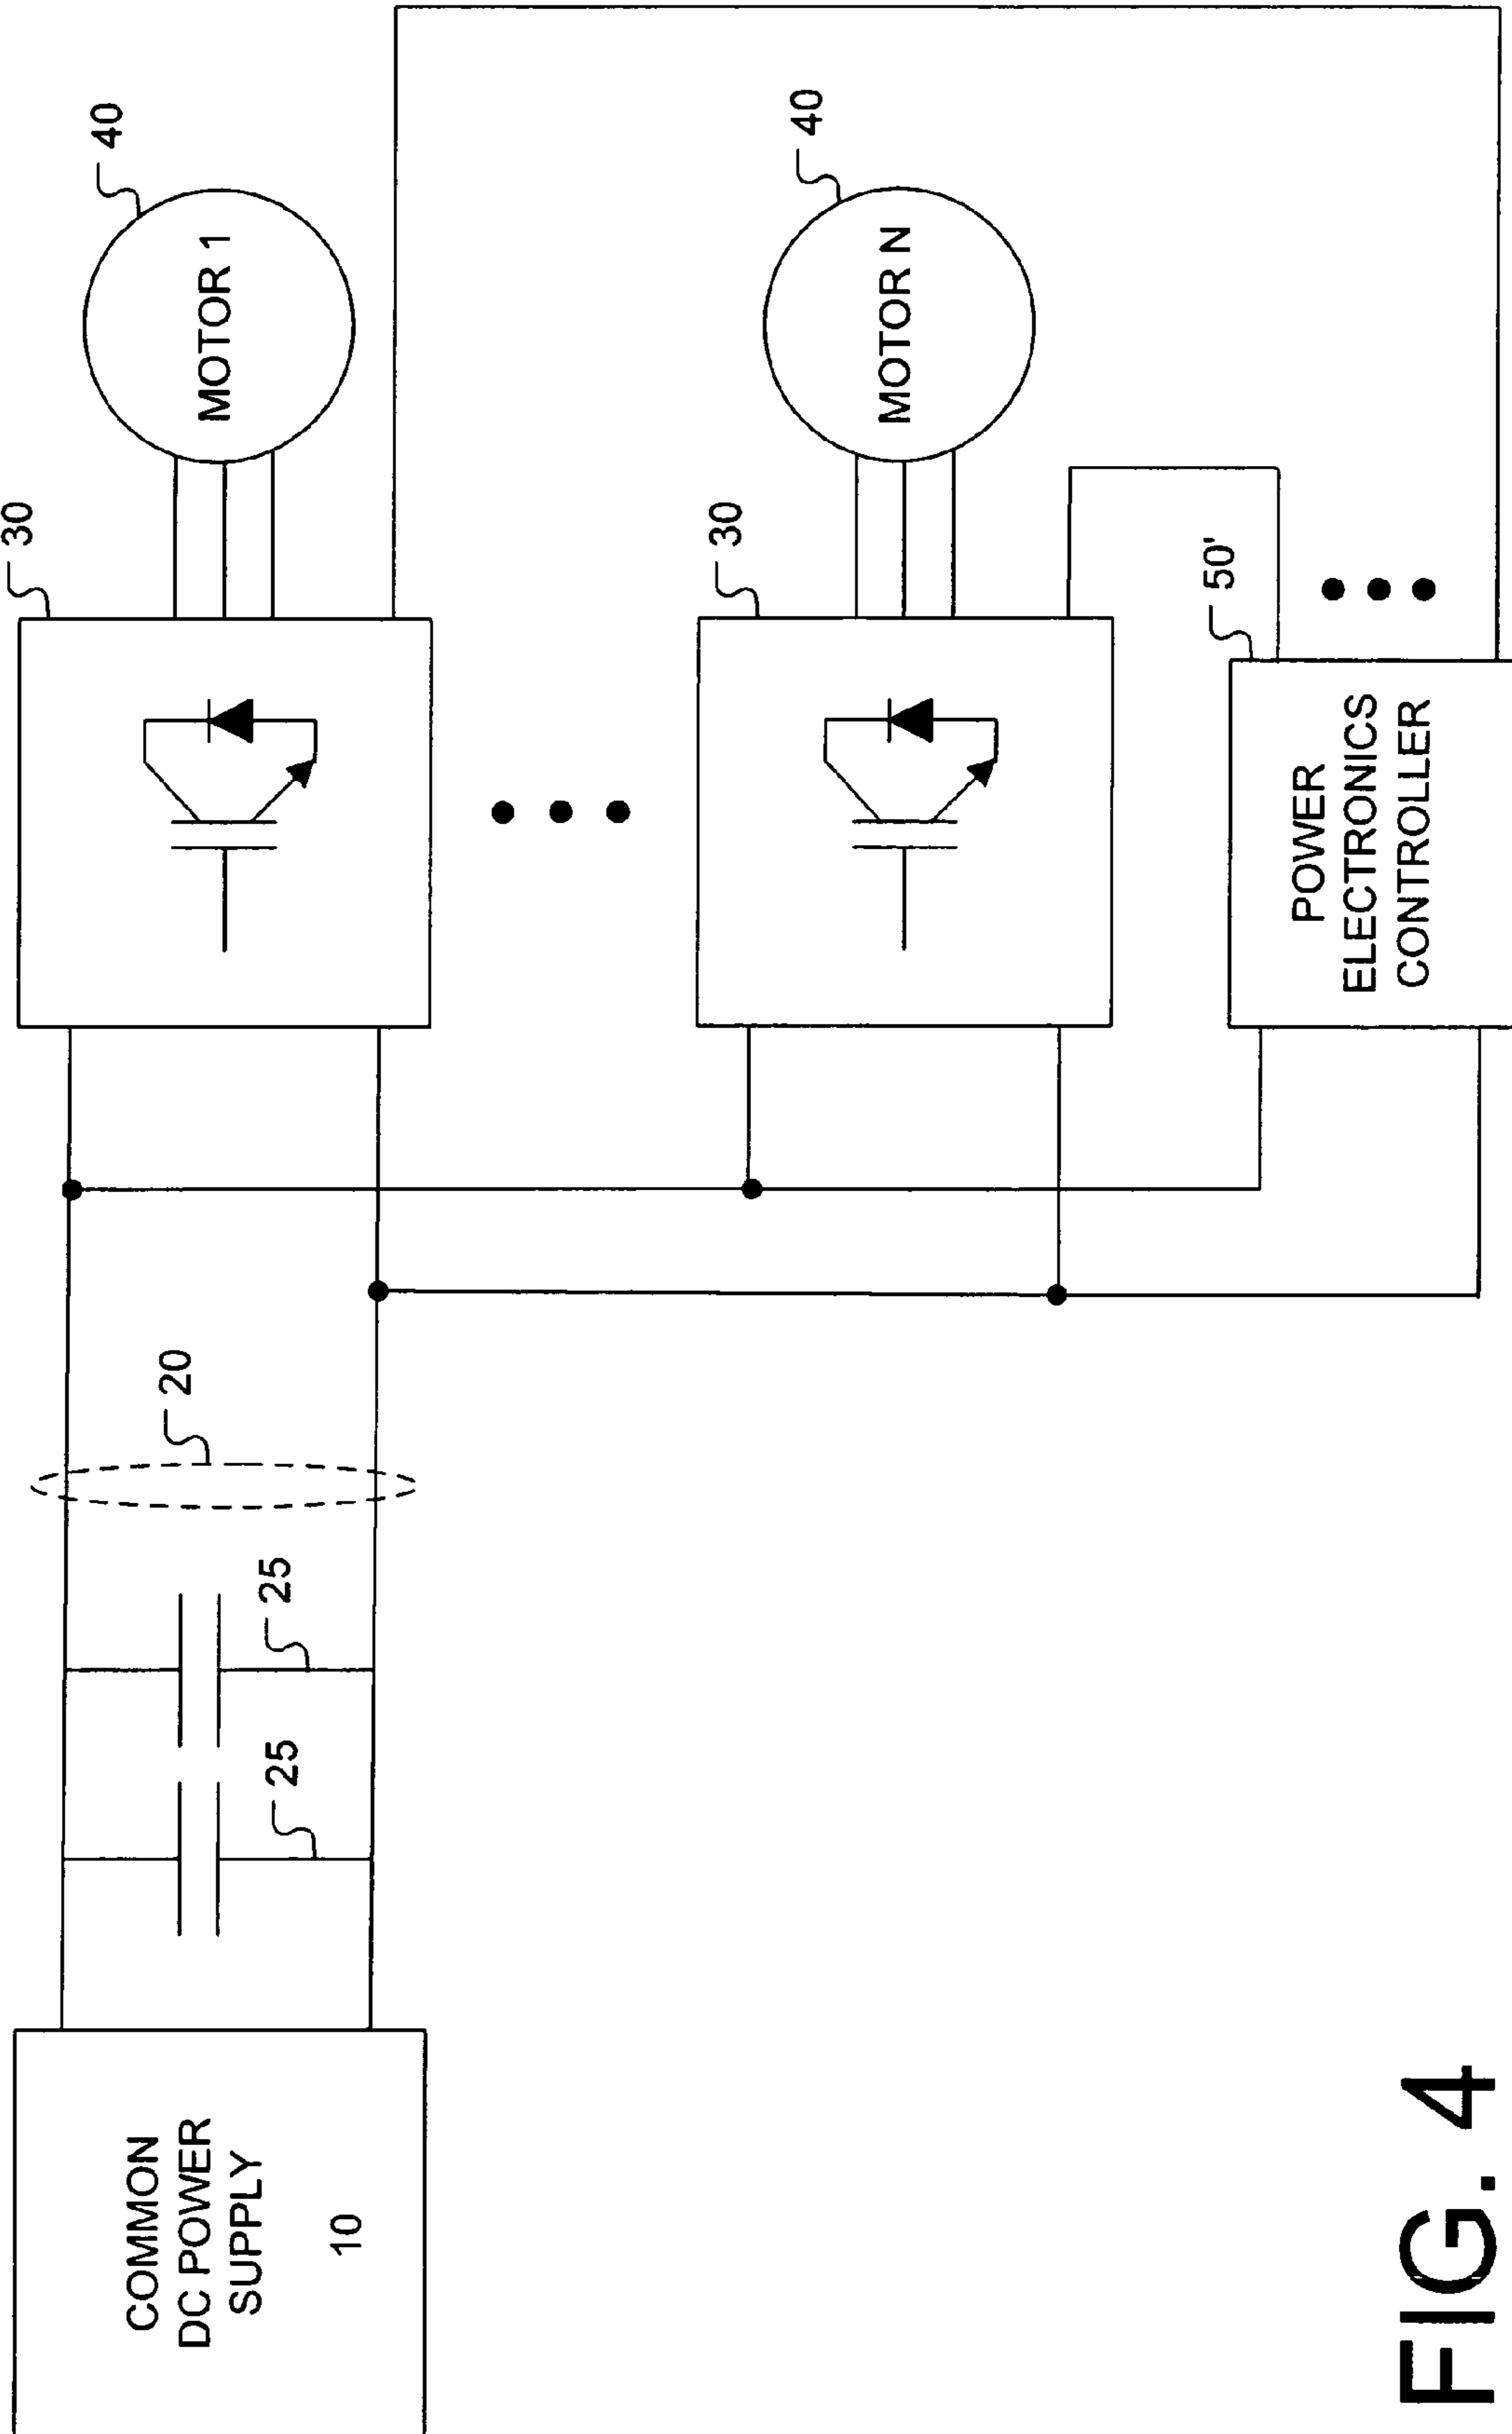 COMMON
DC POWER
SUPPLY
10
25
25
20
30
MOTOR 1
40
30
MOTOR N
40
POWER
ELECTRONICS
CONTROLLER
50'
FIG. 4